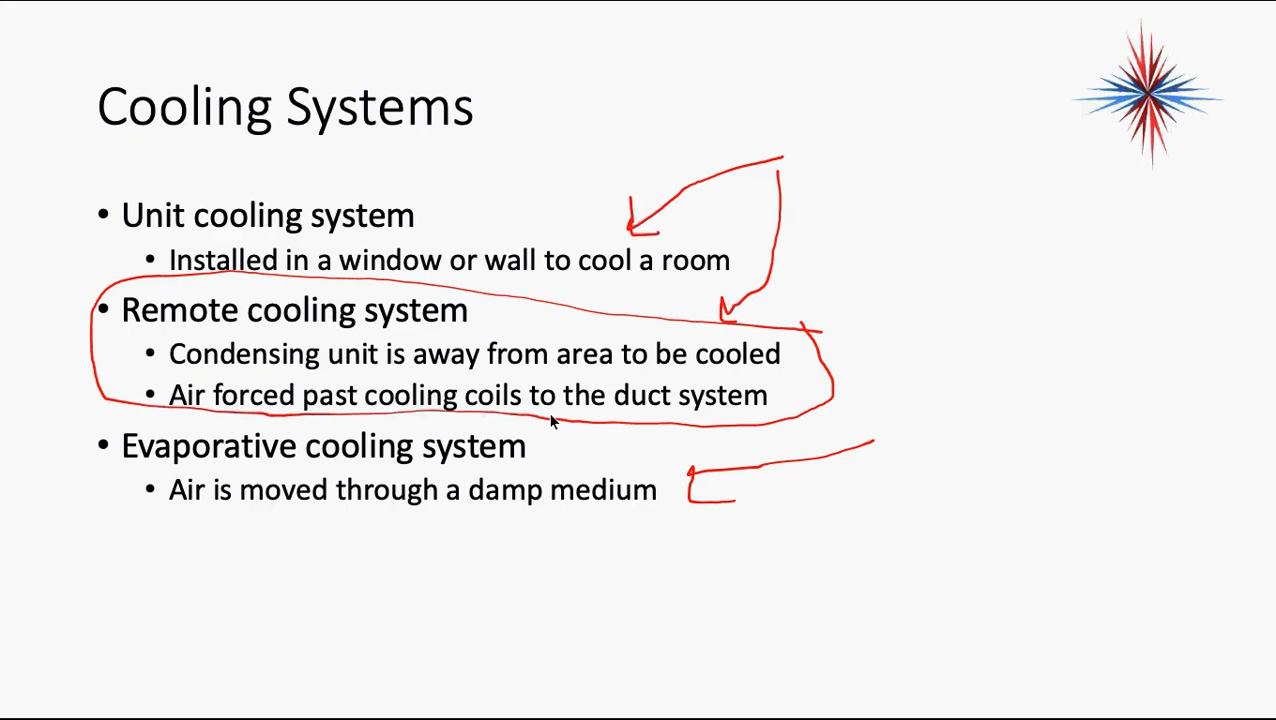 Cooling Systems
• Unit cooling system
• Installed in a window or wall to cool a room
• Remote cooling system
• Condensing unit is away from area to be cooled
• Air forced past cooling coils to the duct system
• Evaporative cooling system
• Air is moved through a damp medium